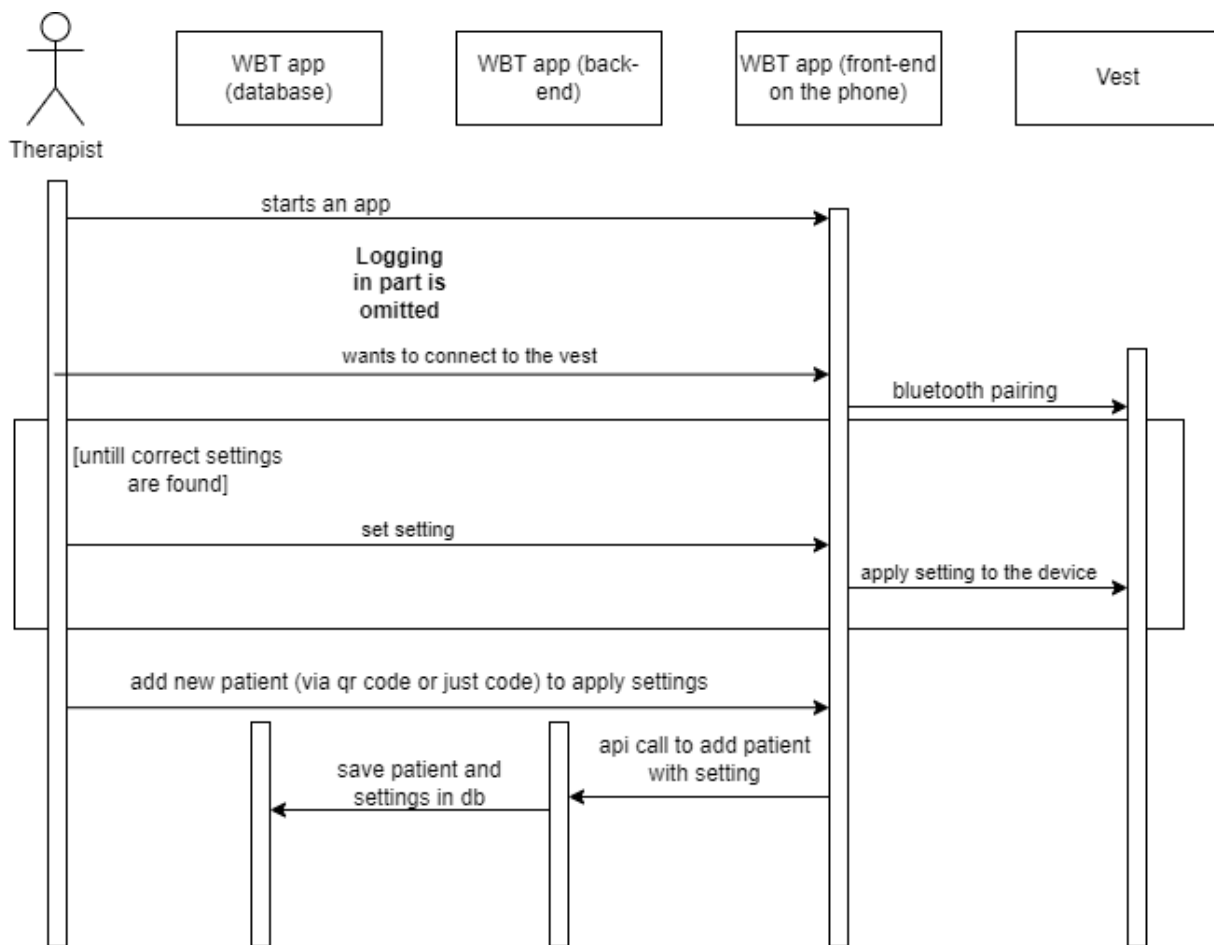 WBT app
(database)
WBT app (back-
end)
WBT app (front-end
on the phone)
Vest
Therapist
starts an app
Logging
in part is
omitted
wants to connect to the vest
bluetooth pairing
[untill correct settings
are found]
set setting
apply setting to the device
add new patient (via qr code or just code) to apply settings
api call to add patient
with setting
save patient and
settings in db